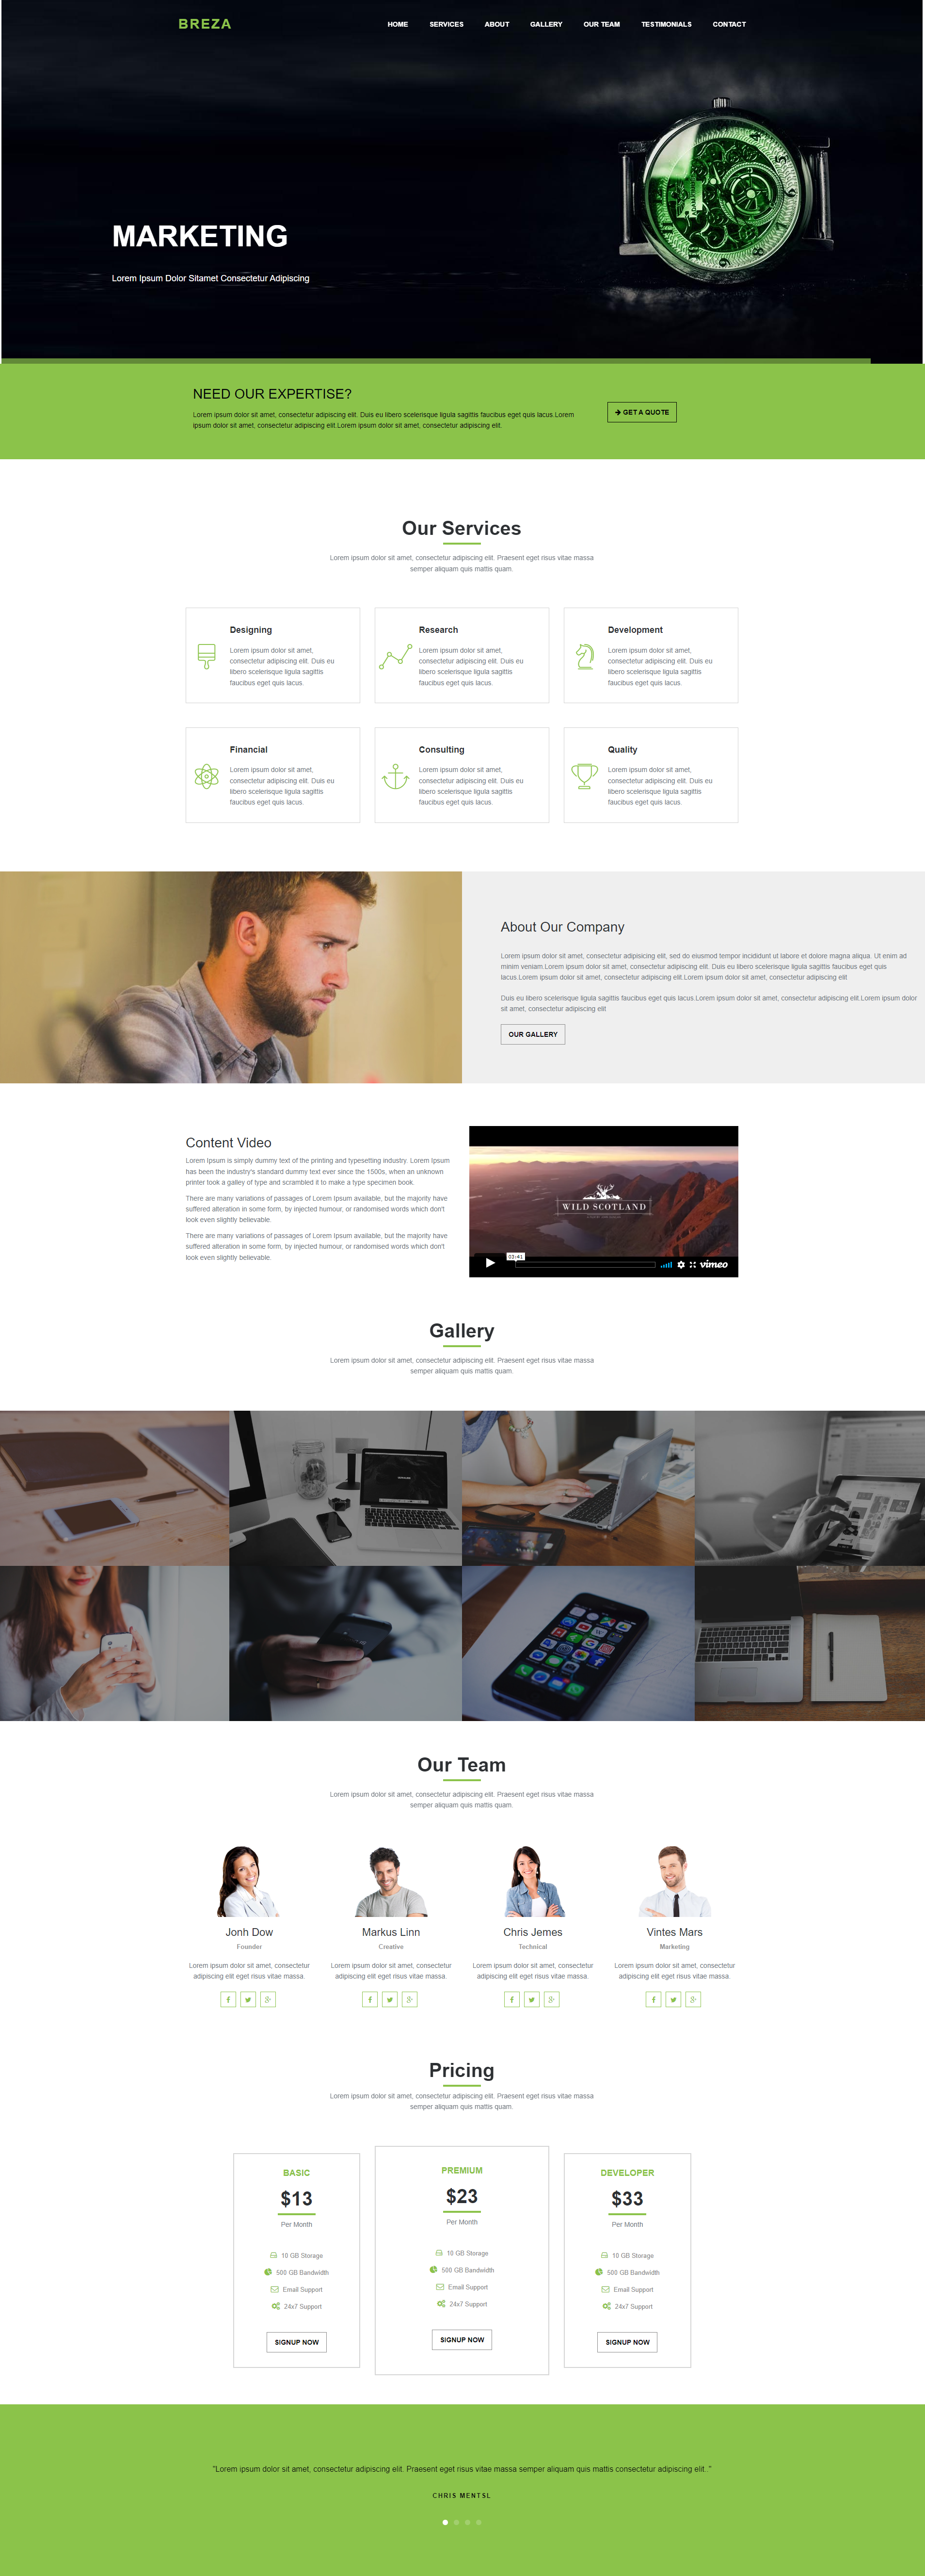 BREZA
HOME SERVICES ABOUT GALLERY OUR TEAM TESTIMONIALS CONTACT
MARKETING
Lorem Ipsum Dolor Sitamet Consectetur Adipiscing
NEED OUR EXPERTISE?
Lorem ipsum dolor sit amet, consectetur adipiscing elit. Duis eu libero scelerisque ligula sagittis faucibus eget quis lacus.Lorem
ipsum dolor sit amet, consectetur adipiscing elit.Lorem ipsum dolor sit amet, consectetur adipiscing elit.
GET A QUOTE
Our Services
Lorem ipsum dolor sit amet, consectetur adipiscing elit. Praesent eget risus vitae massa
semper aliquam quis mattis quam.
Designing
Lorem ipsum dolor sit amet,
consectetur adipiscing elit. Duis eu
libero scelerisque ligula sagittis
faucibus eget quis lacus.
Research
Lorem ipsum dolor sit amet,
consectetur adipiscing elit. Duis eu
libero scelerisque ligula sagittis
faucibus eget quis lacus.
Development
Lorem ipsum dolor sit amet,
consectetur adipiscing elit. Duis eu
libero scelerisque ligula sagittis
faucibus eget quis lacus.
Financial
Lorem ipsum dolor sit amet,
consectetur adipiscing elit. Duis eu
libero scelerisque ligula sagittis
faucibus eget quis lacus.
Consulting
Lorem ipsum dolor sit amet,
consectetur adipiscing elit. Duis eu
libero scelerisque ligula sagittis
faucibus eget quis lacus.
Quality
Lorem ipsum dolor sit amet,
consectetur adipiscing elit. Duis eu
libero scelerisque ligula sagittis
faucibus eget quis lacus.
About Our Company
Lorem ipsum dolor sit amet, consectetur adipisicing elit, sed do eiusmod tempor incididunt ut labore et dolore magna aliqua. Ut enim ad
minim veniam.Lorem ipsum dolor sit amet, consectetur adipiscing elit. Duis eu libero scelerisque ligula sagittis faucibus eget quis
lacus.Lorem ipsum dolor sit amet, consectetur adipiscing elit.Lorem ipsum dolor sit amet, consectetur adipiscing elit
Duis eu libero scelerisque ligula sagittis faucibus eget quis lacus.Lorem ipsum dolor sit amet, consectetur adipiscing elit.Lorem ipsum dolor
sit amet, consectetur adipiscing elit
OUR GALLERY
Content Video
Lorem Ipsum is simply dummy text of the printing and typesetting industry. Lorem Ipsum
has been the industry's standard dummy text ever since the 1500s, when an unknown
printer took a galley of type and scrambled it to make a type specimen book.
There are many variations of passages of Lorem Ipsum available, but the majority have
suffered alteration in some form, by injected humour, or randomised words which don't
look even slightly believable.
There are many variations of passages of Lorem Ipsum available, but the majority have
suffered alteration in some form, by injected humour, or randomised words which don't
look even slightly believable.
WILD SCOTLAND
03:41
vimeo
Gallery
Lorem ipsum dolor sit amet, consectetur adipiscing elit. Praesent eget risus vitae massa
semper aliquam quis mattis quam.
Our Team
Lorem ipsum dolor sit amet, consectetur adipiscing elit. Praesent eget risus vitae massa
semper aliquam quis mattis quam.
Jonh Dow
Founder
Lorem ipsum dolor sit amet, consectetur
adipiscing elit eget risus vitae massa.
Markus Linn
Creative
Lorem ipsum dolor sit amet, consectetur
adipiscing elit eget risus vitae massa.
Chris Jemes
Technical
Lorem ipsum dolor sit amet, consectetur
adipiscing elit eget risus vitae massa.
Vintes Mars
Marketing
Lorem ipsum dolor sit amet, consectetur
adipiscing elit eget risus vitae massa.
Pricing
Lorem ipsum dolor sit amet, consectetur adipiscing elit. Praesent eget risus vitae massa
semper aliquam quis mattis quam.
BASIC
$13
Per Month
10 GB Storage
500 GB Bandwidth
Email Support
24x7 Support
SIGNUP NOW
PREMIUM
$23
Per Month
10 GB Storage
500 GB Bandwidth
Email Support
24x7 Support
SIGNUP NOW
DEVELOPER
$33
Per Month
10 GB Storage
500 GB Bandwidth
Email Support
24x7 Support
SIGNUP NOW
"Lorem ipsum dolor sit amet, consectetur adipiscing elit. Praesent eget risus vitae massa semper aliquam quis mattis consectetur adipiscing elit.."
CHRIS MENTSL